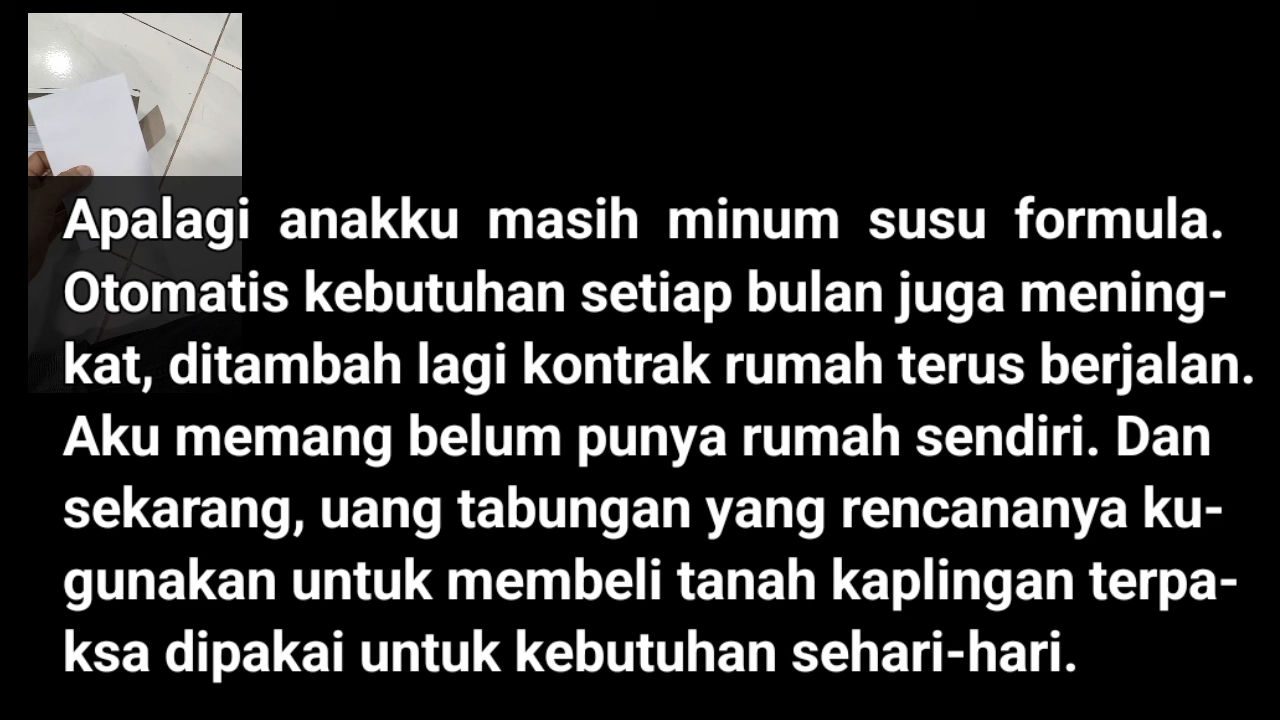 Apalagi anakku masih minum susu formula.
Otomatis kebutuhan setiap bulan juga mening-
kat, ditambah lagi kontrak rumah terus berjalan.
Aku memang belum punya rumah sendiri. Dan
sekarang, uang tabungan yang rencananya ku-
gunakan untuk membeli tanah kaplingan terpa-
ksa dipakai untuk kebutuhan sehari-hari.